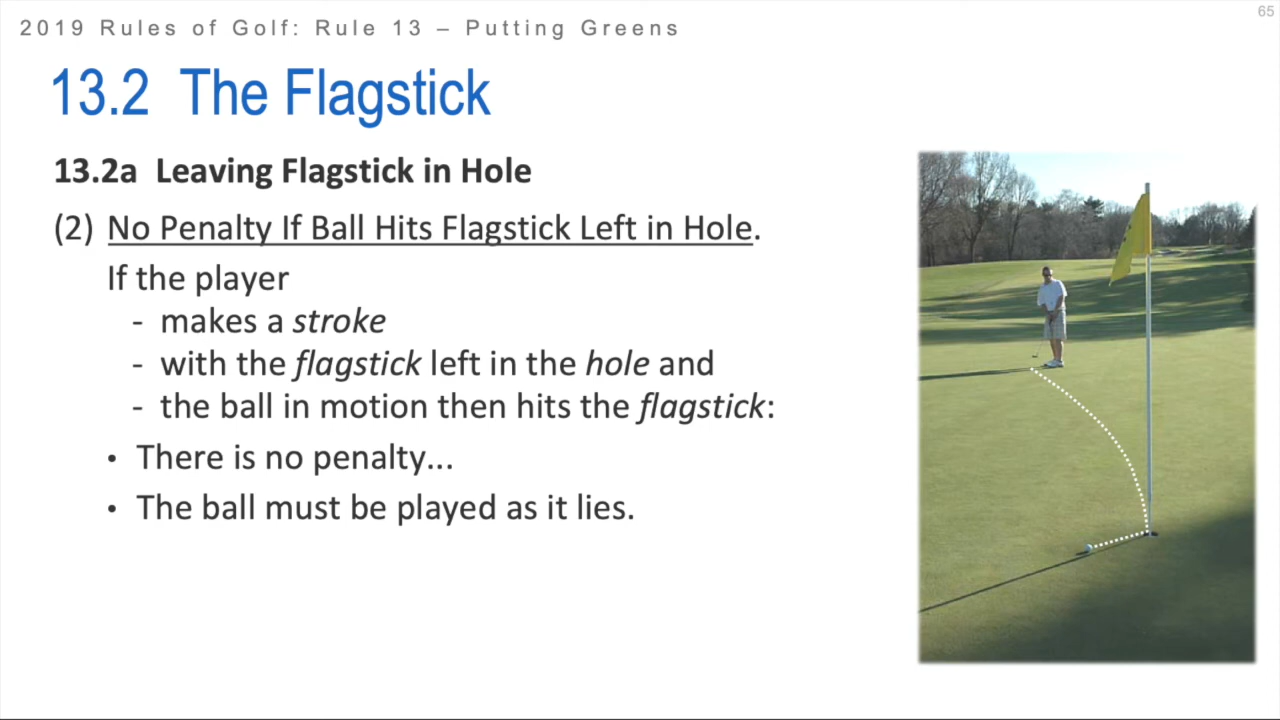 65
2019 Rules of Golf: Rule 13 – Putting Greens
13.2 The Flagstick
13.2a Leaving Flagstick in Hole
(2) No Penalty If Ball Hits Flagstick Left in Hole.
If the player
- makes a stroke
- with the flagstick left in the hole and
- the ball in motion then hits the flagstick:
• There is no penalty...
• The ball must be played as it lies.